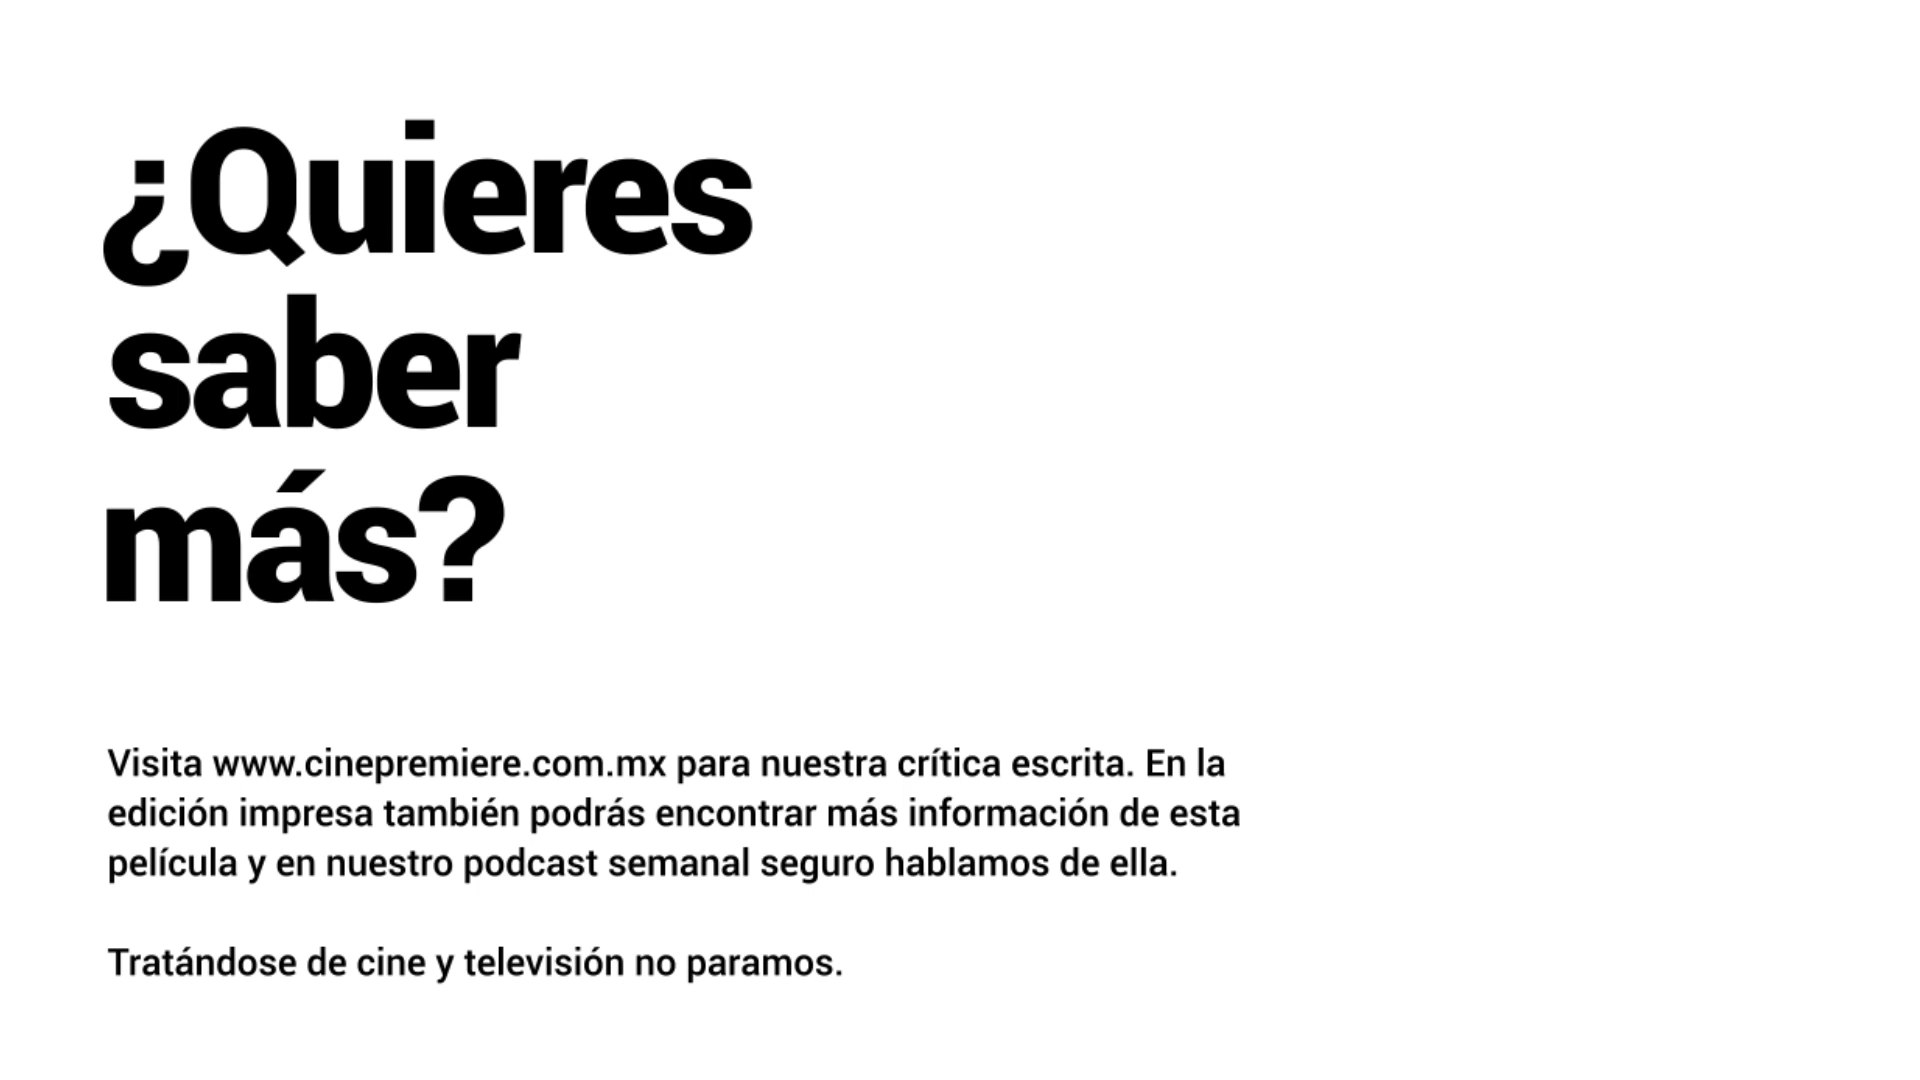 ¿Quieres
saber
más?
Visita www.cinepremiere.com.mx para nuestra crítica escrita. En la
edición impresa también podrás encontrar más información de esta
película y en nuestro podcast semanal seguro hablamos de ella.
Tratándose de cine y televisión no paramos.